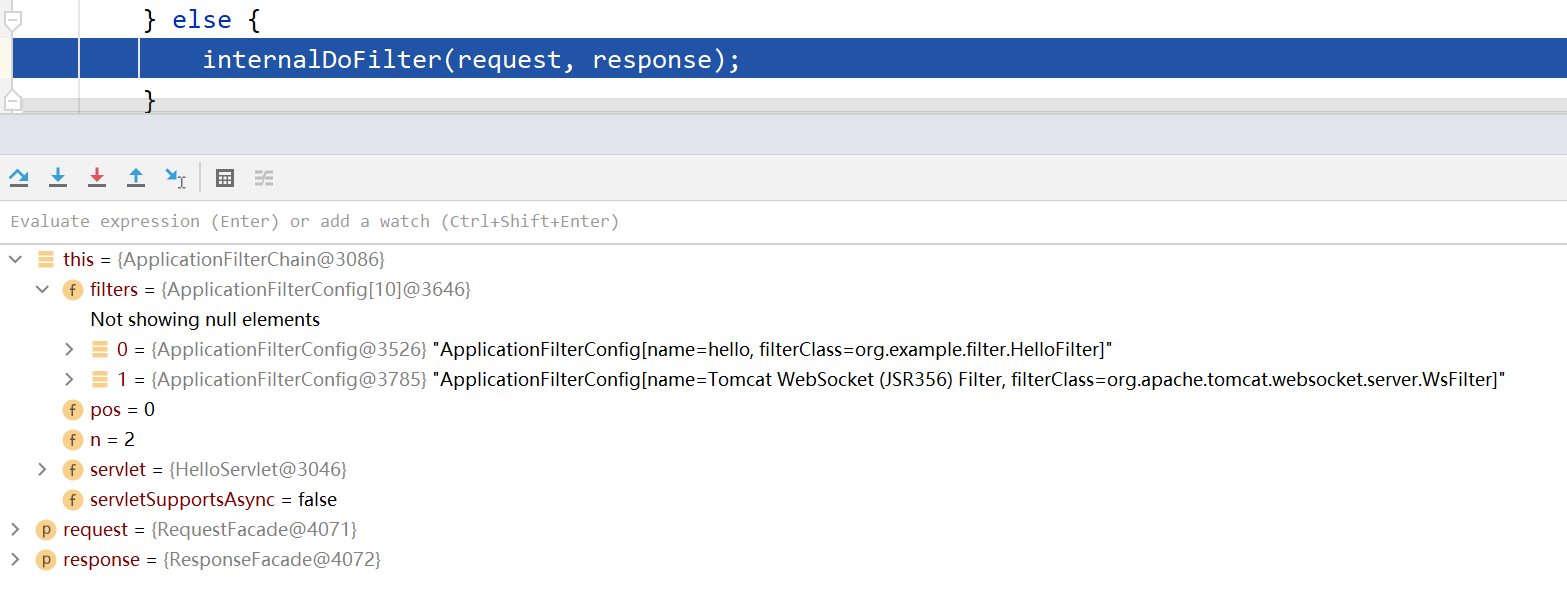 } else {
internalDoFilter(request, response);
}
Evaluate expression (Enter) or add a watch (Ctrl+Shift+Enter)
this = {ApplicationFilterChain@3086}
f filters = {ApplicationFilterConfig[10]@3646}
Not showing null elements
0 = {ApplicationFilterConfig@3526} "ApplicationFilterConfig[name=hello, filterClass=org.example.filter.HelloFilter]"
1 = {ApplicationFilterConfig@3785} "ApplicationFilterConfig[name=Tomcat WebSocket (JSR356) Filter, filterClass=org.apache.tomcat.websocket.server.WsFilter]"
f pos = 0
f n = 2
f servlet = {HelloServlet@3046}
f servletSupportsAsync = false
p request = {RequestFacade@4071}
p response = {ResponseFacade@4072}